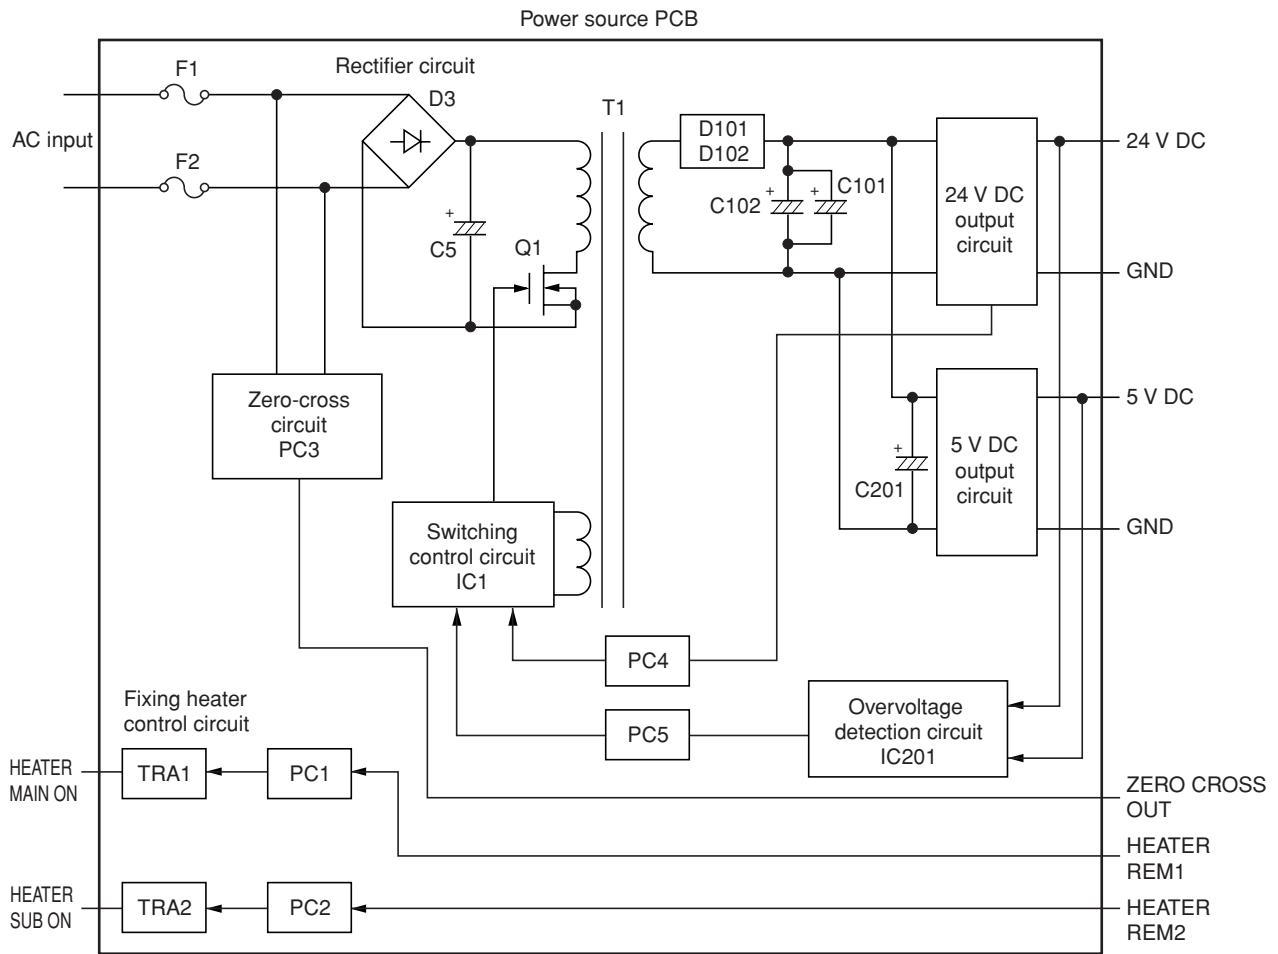 Power source PCB
F1
Rectifier circuit
D3
T1
AC input
F2
D101
D102
24 V DC
C101
C102
+
+
24 V DC
output
circuit
+
C5
Q1
GND
Zero-cross
circuit
PC3
5 V DC
+
C201
5 V DC
output
circuit
GND
Switching
control circuit
IC1
PC4
Fixing heater
control circuit
PC5
Overvoltage
detection circuit
IC201
HEATER
MAIN ON
TRA1
PC1
ZERO CROSS
OUT
HEATER
REM1
HEATER
SUB ON
TRA2
PC2
HEATER
REM2